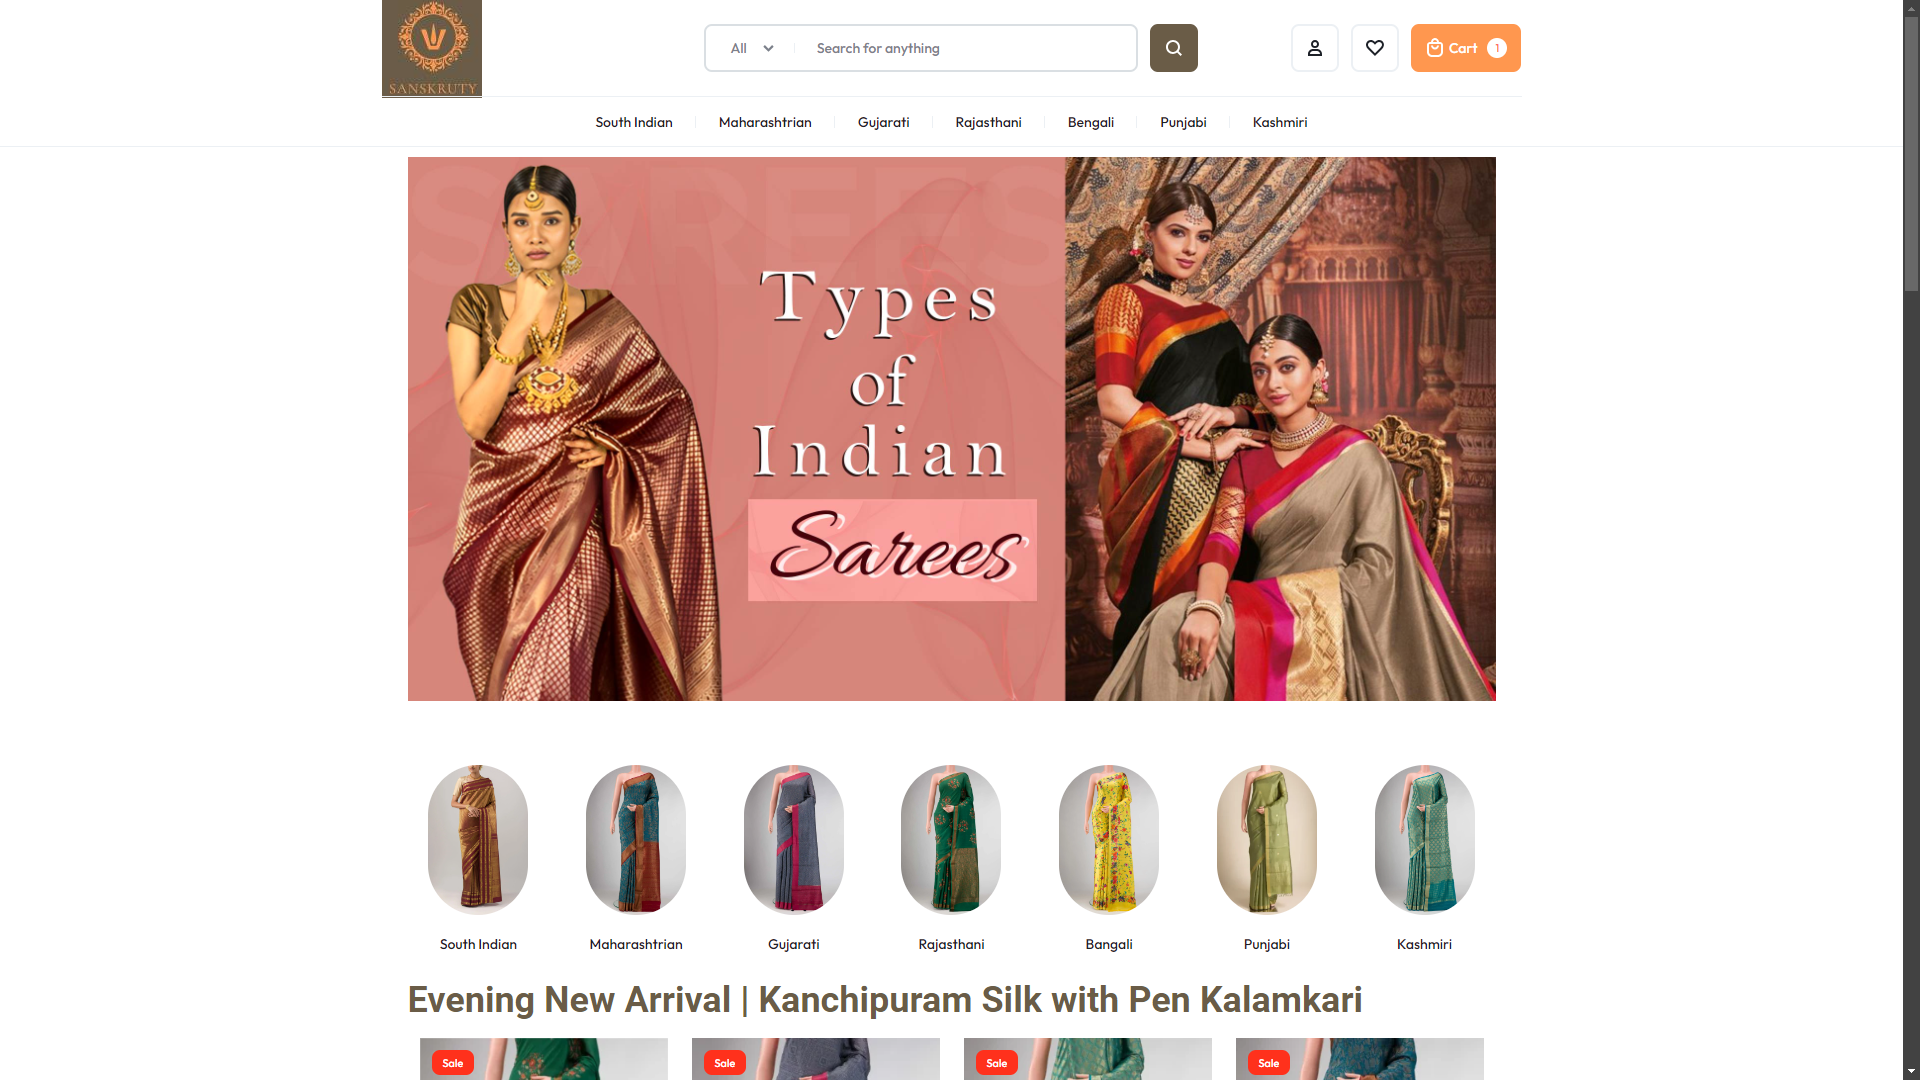 SANSKRUTY
All
Search for anything
Cart 1
South Indian
Maharashtrian
Gujarati
Rajasthani
Bengali
Punjabi
Kashmiri
SAREES
Types
of
Indian
Sarees
South Indian
Maharashtrian
Gujarati
Rajasthani
Bangali
Punjabi
Kashmiri
Evening New Arrival | Kanchipuram Silk with Pen Kalamkari
Sale
Sale
Sale
Sale